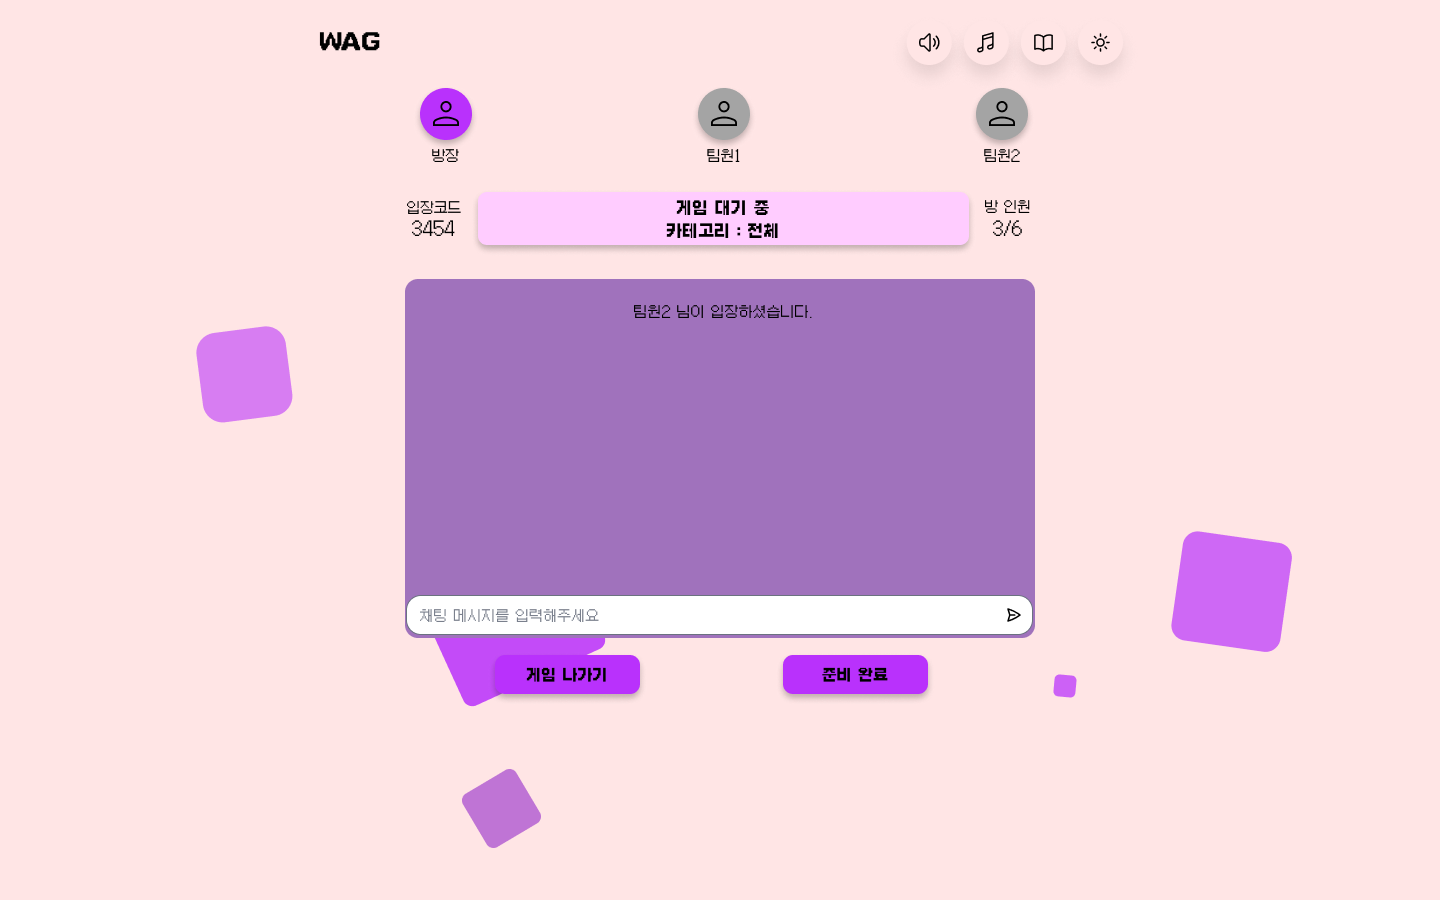 WAG
방장
팀원1
팀원2
입장코드
3454
게임 대기 중
카테고리 : 전체
방 인원
3/6
팀원2 님이 입장하셨습니다.
채팅 메시지를 입력해주세요
게임 나가기
준비 완료